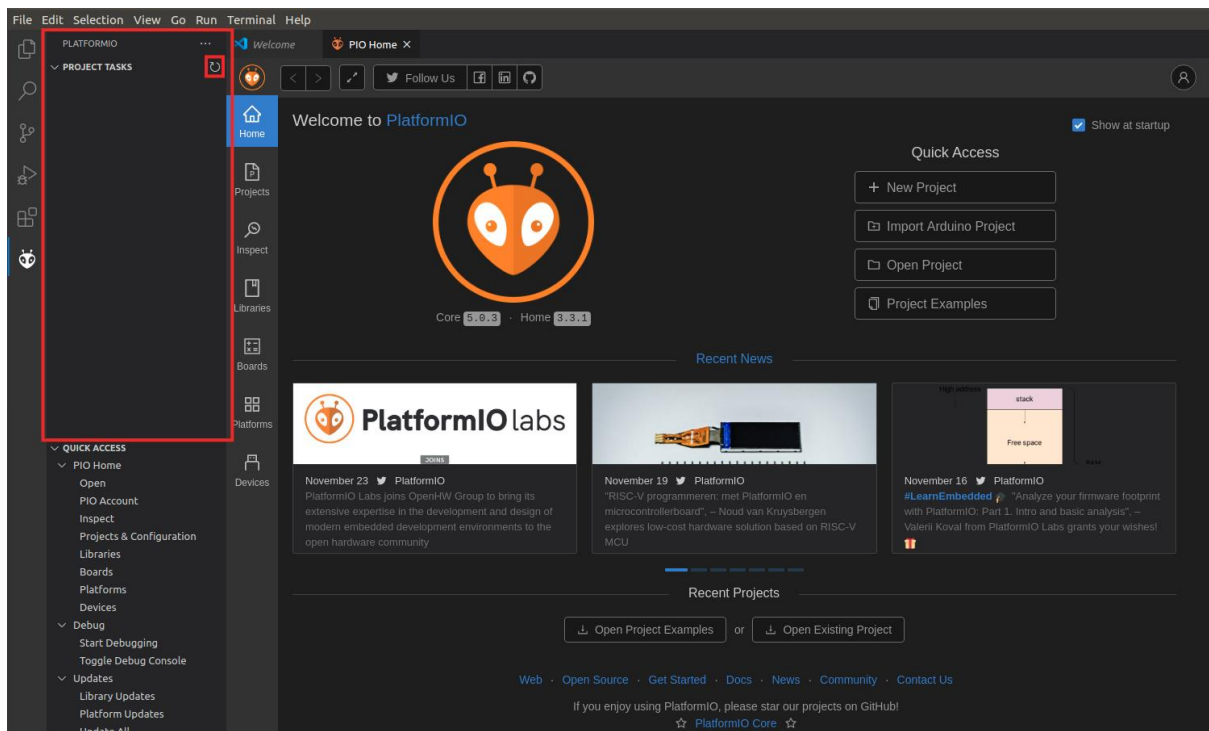 File Edit Selection View Go Run Terminal Help
PLATFORMIO
PROJECT TASKS
Welcome
PIO Home
Follow Us
Home
Projects
Inspect
Libraries
Boards
Platforms
Devices
Welcome to PlatformIO
Show at startup
Quick Access
+ New Project
Import Arduino Project
Open Project
Project Examples
Core 5.0.3 · Home 3.3.1
Recent News
PlatformIO labs
JOINS
November 23 PlatformIO
PlatformIO Labs joins OpenHW Group to bring its
extensive expertise in the development and design of
modern embedded development environments to the
open hardware community
November 19 PlatformIO
"RISC-V programmeren: met PlatformIO en
microcontrollerboard", – Noud van Kruysbergen
explores low-cost hardware solution based on RISC-V
MCU
High address
stack
Free space
November 16 PlatformIO
#LearnEmbedded "Analyze your firmware footprint
with PlatformIO: Part 1. Intro and basic analysis", –
Valerii Koval from PlatformIO Labs grants your wishes!
Recent Projects
Open Project Examples or Open Existing Project
Web · Open Source · Get Started · Docs · News · Community · Contact Us
If you enjoy using PlatformIO, please star our projects on GitHub!
PlatformIO Core
QUICK ACCESS
PIO Home
Open
PIO Account
Inspect
Projects & Configuration
Libraries
Boards
Platforms
Devices
Debug
Start Debugging
Toggle Debug Console
Updates
Library Updates
Platform Updates
Update All